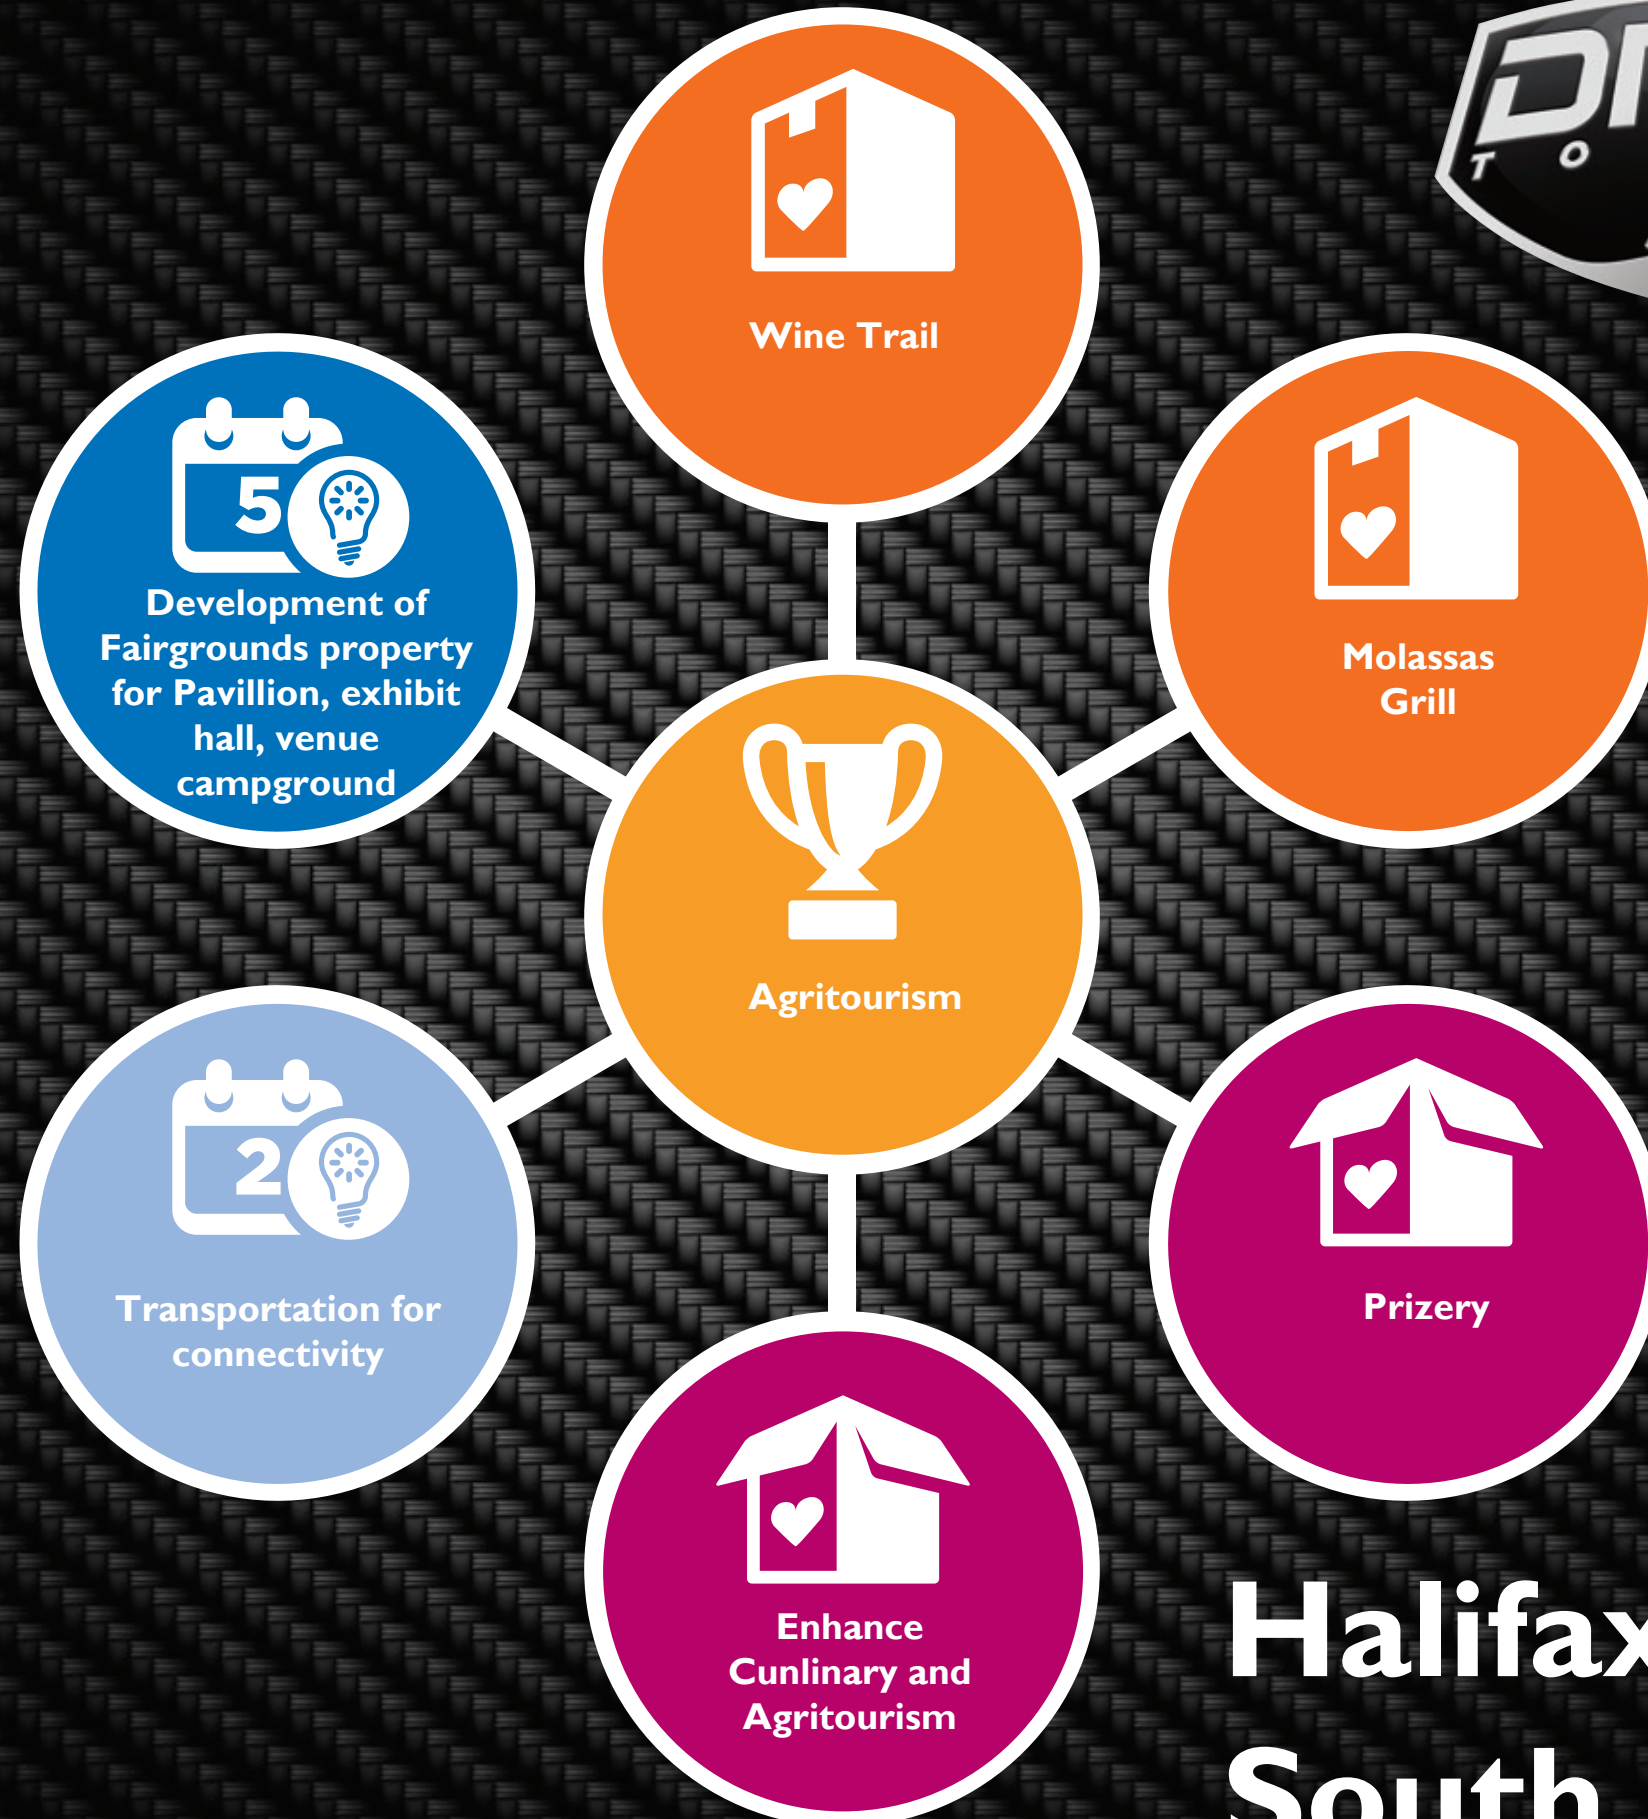 Wine Trail
5
Development of
Fairgrounds property
for Pavillion, exhibit
hall, venue
campground
Molassas
Grill
Agritourism
2
Transportation for
connectivity
Prizery
Enhance
Cunlinary and
Agritourism
Halifax
South
T O